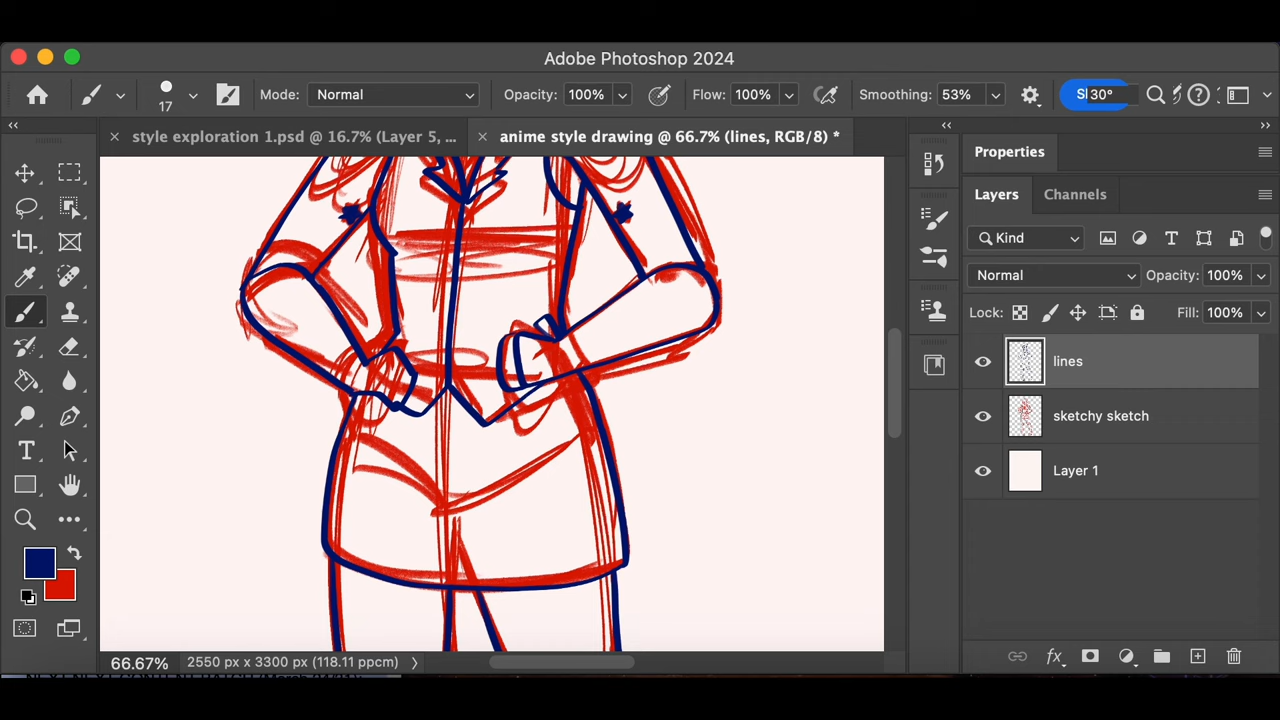 Adobe Photoshop 2024
17
Mode: Normal
Opacity: 100%
Flow: 100%
Smoothing: 53%
30°
style exploration 1.psd @ 16.7% (Layer 5, ...
anime style drawing @ 66.7% (lines, RGB/8) *
Properties
Layers
Channels
Kind
Normal
Opacity: 100%
Lock:
Fill: 100%
lines
sketchy sketch
Layer 1
fx
66.67%
2550 px x 3300 px (118.11 ppcm)